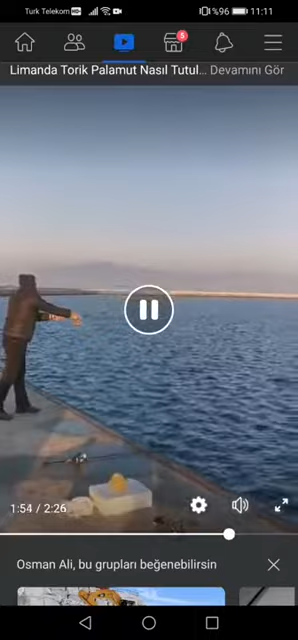 Turk Telekom HD %96 11:11
5
Limanda Torik Palamut Nasıl Tutul... Devamını Gör
1:54 / 2:26
Osman Ali, bu grupları beğenebilirsin